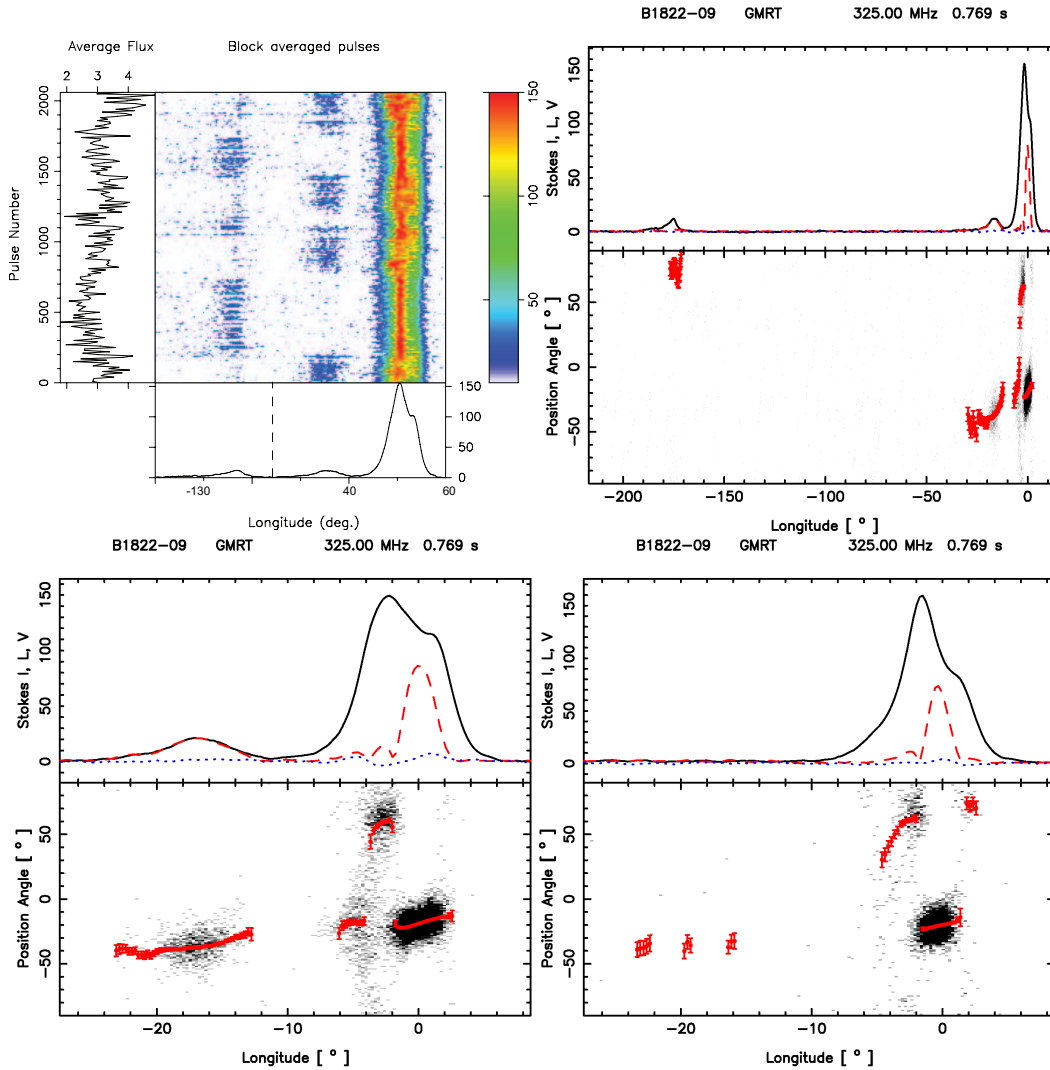 B1822−09 GMRT 325.00 MHz 0.769 s
Average Flux Block averaged pulses
2 3 4
Pulse Number
0 500 1000 1500 2000
50 100 150
0 50 100 150
-130 40 60
Longitude (deg.)
Stokes I, L, V
0 50 100 150
Position Angle [ ° ]
−50 0 50
−200 −150 −100 −50 0
Longitude [ ° ]
B1822−09 GMRT 325.00 MHz 0.769 s
Stokes I, L, V
0 50 100 150
Position Angle [ ° ]
−50 0 50
−20 −10 0
Longitude [ ° ]
B1822−09 GMRT 325.00 MHz 0.769 s
Stokes I, L, V
0 50 100 150
Position Angle [ ° ]
−50 0 50
−20 −10 0
Longitude [ ° ]